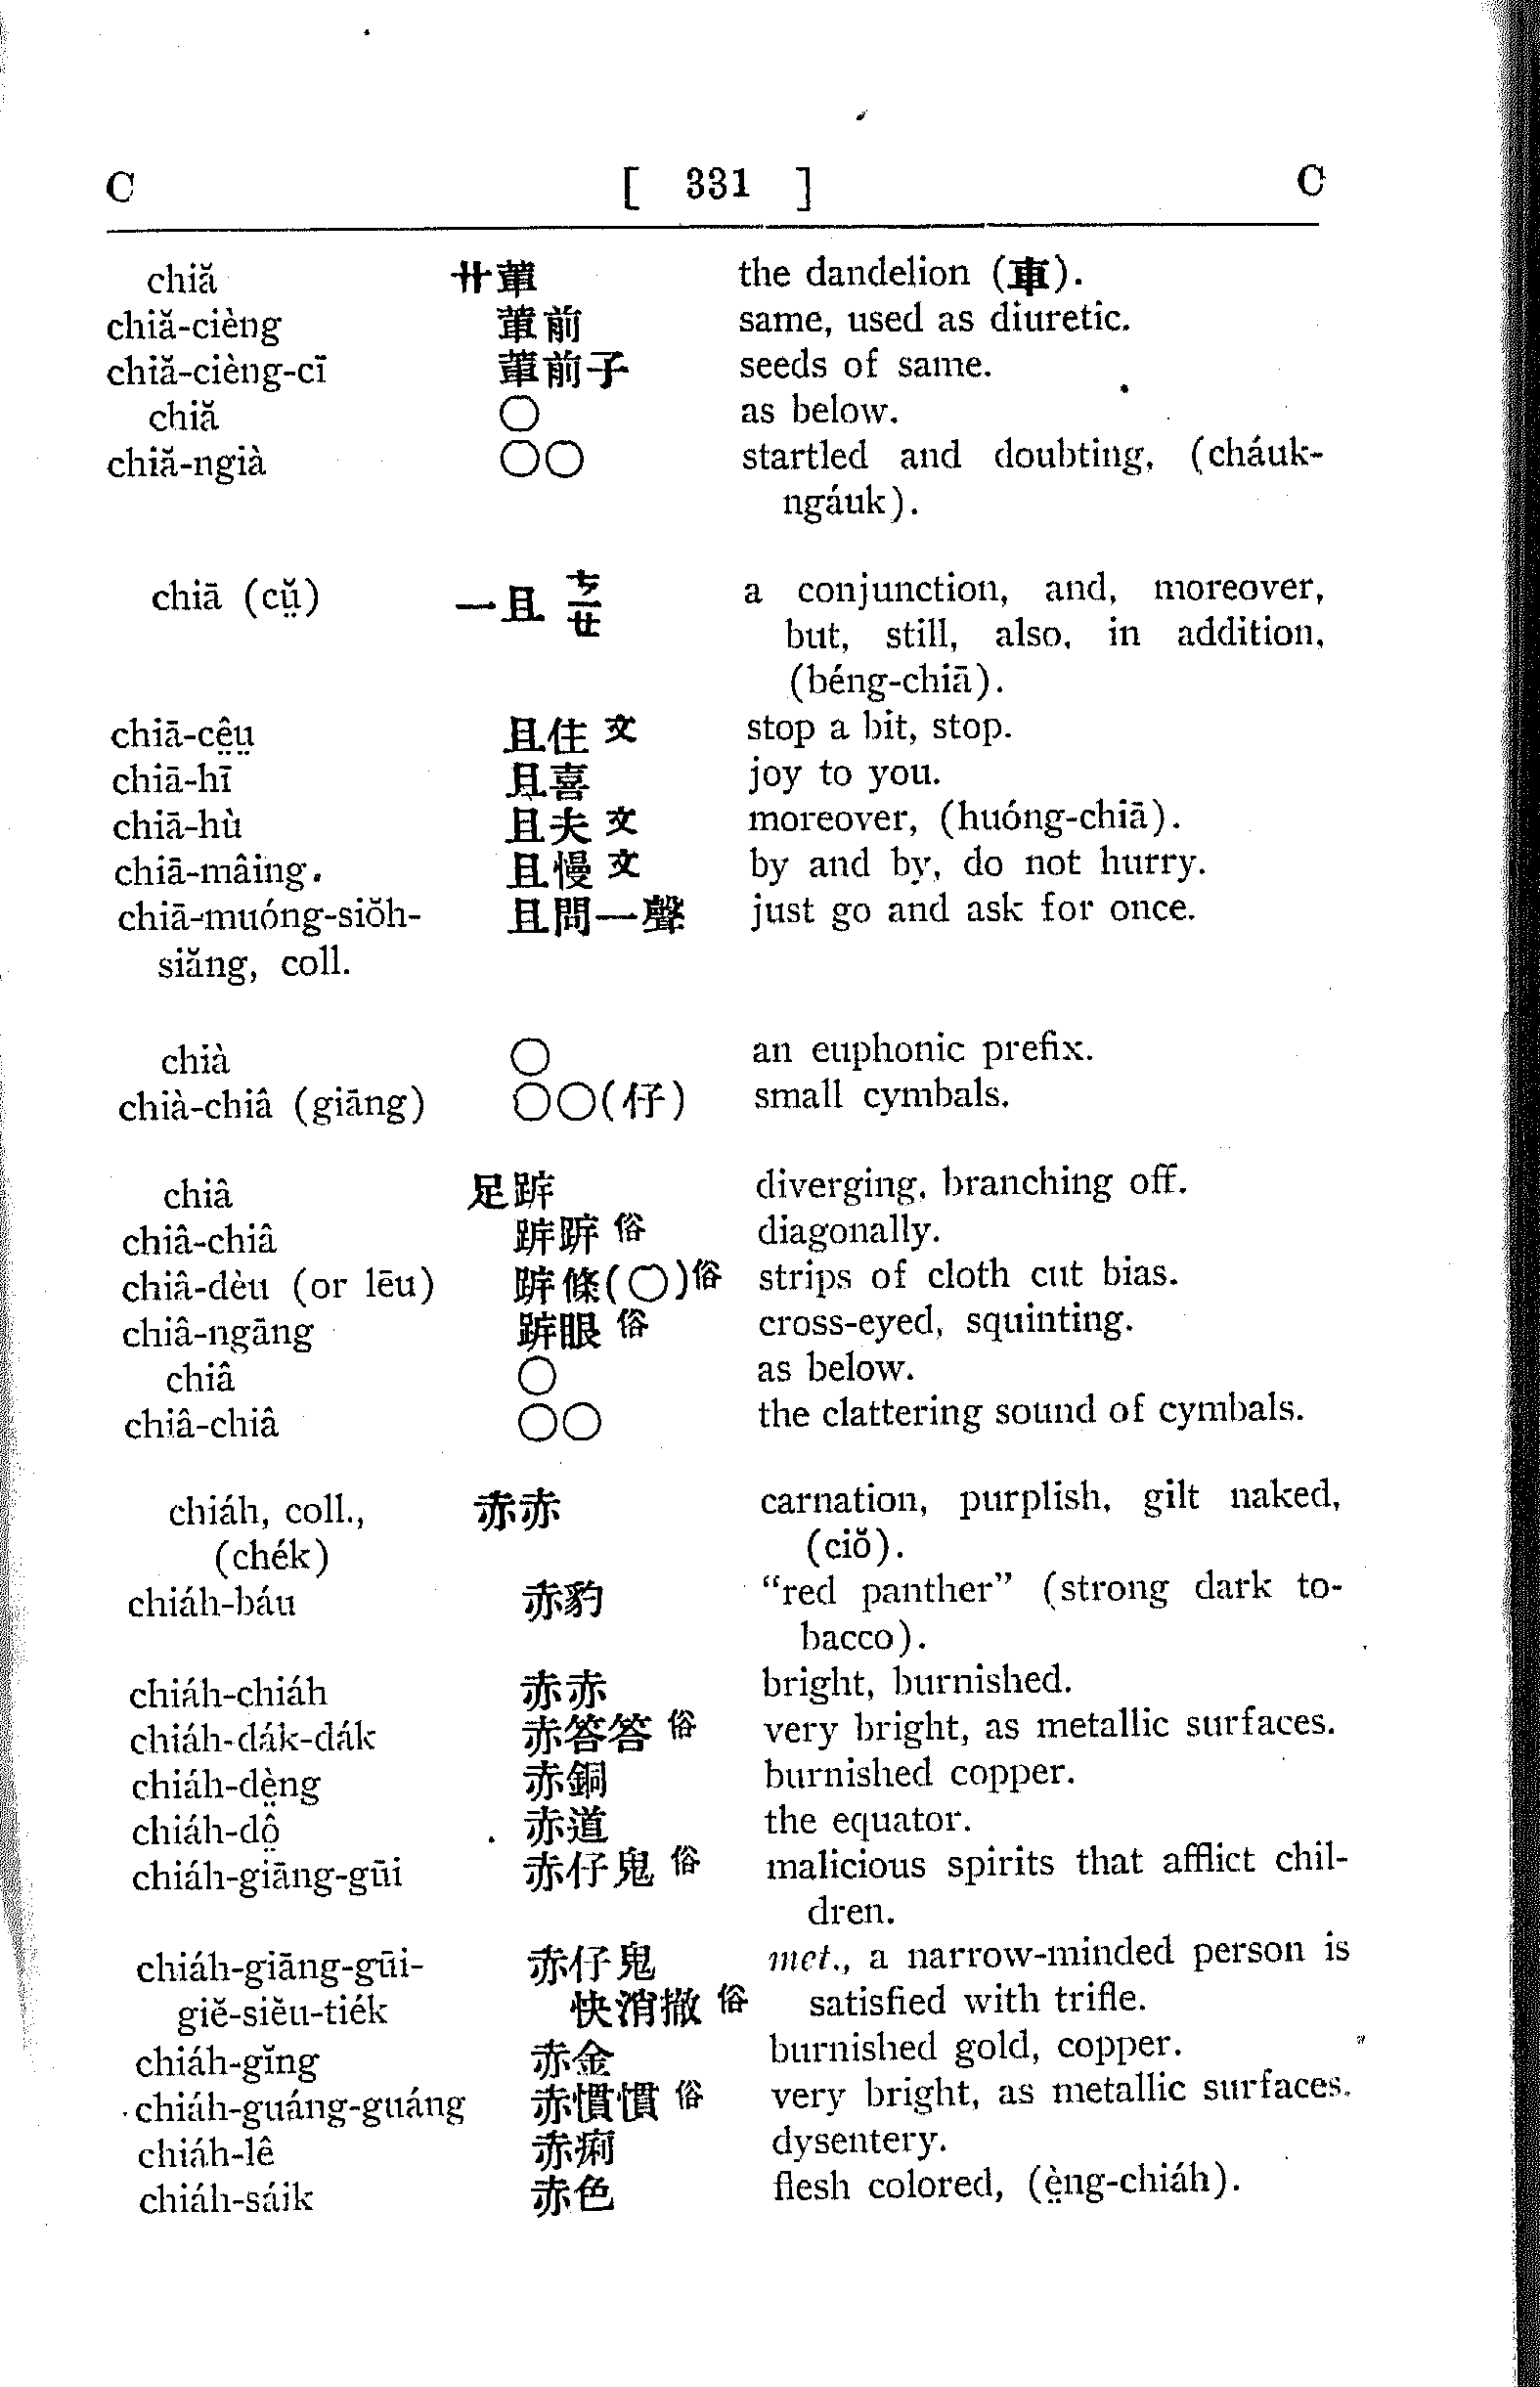 C [ 331 ] C
chiă 艹蕇 the dandelion (車).
chiă-cièng 前 same, used as diuretic.
chiă-cièng-cī 前子 seeds of same.
chiă ○ as below.
chiă-ngià ○○ startled and doubting, (cháuk-
ngáuk).
chiā (cṳ̆) 一且 ㄘㄧㄝ a conjunction, and, moreover,
but, still, also, in addition,
(béng-chiā).
chiā-cê̤ṳ 且住 文 stop a bit, stop.
chiā-hī 且喜 joy to you.
chiā-hù 且夫 文 moreover, (huóng-chiā).
chiā-mâing. 且慢 文 by and by, do not hurry.
chiā-muóng-siŏh- 且問一聲 just go and ask for once.
siăng, coll.
chià ○ an euphonic prefix.
chià-chiâ (giāng) ○○(仔) small cymbals.
chiâ 足 diverging, branching off.
chiâ-chiâ 俗 diagonally.
chiâ-dèu (or lēu) 條(○)俗 strips of cloth cut bias.
chiâ-ngāng 眼 俗 cross-eyed, squinting.
chiâ ○ as below.
chiâ-chiâ ○○ the clattering sound of cymbals.
chiáh, coll., 赤赤 carnation, purplish, gilt naked,
(chék) (ciŏ).
chiáh-báu 赤豹 “red panther” (strong dark to-
bacco).
chiáh-chiáh 赤赤 bright, burnished.
chiáh-dák-dák 赤答答 俗 very bright, as metallic surfaces.
chiáh-dè̤ng 赤銅 burnished copper.
chiáh-dô̤ 赤道 the equator.
chiáh-giāng-gūi 赤仔鬼 俗 malicious spirits that afflict chil-
dren.
chiáh-giāng-gūi- 赤仔鬼 met., a narrow-minded person is
giĕ-siĕu-tiék 快消撤 俗 satisfied with trifle.
chiáh-gĭng 赤金 burnished gold, copper.
chiáh-guáng-guáng 赤慣慣 俗 very bright, as metallic surfaces.
chiáh-lê 赤痢 dysentery.
chiáh-sáik 赤色 flesh colored, (è̤ng-chiáh).